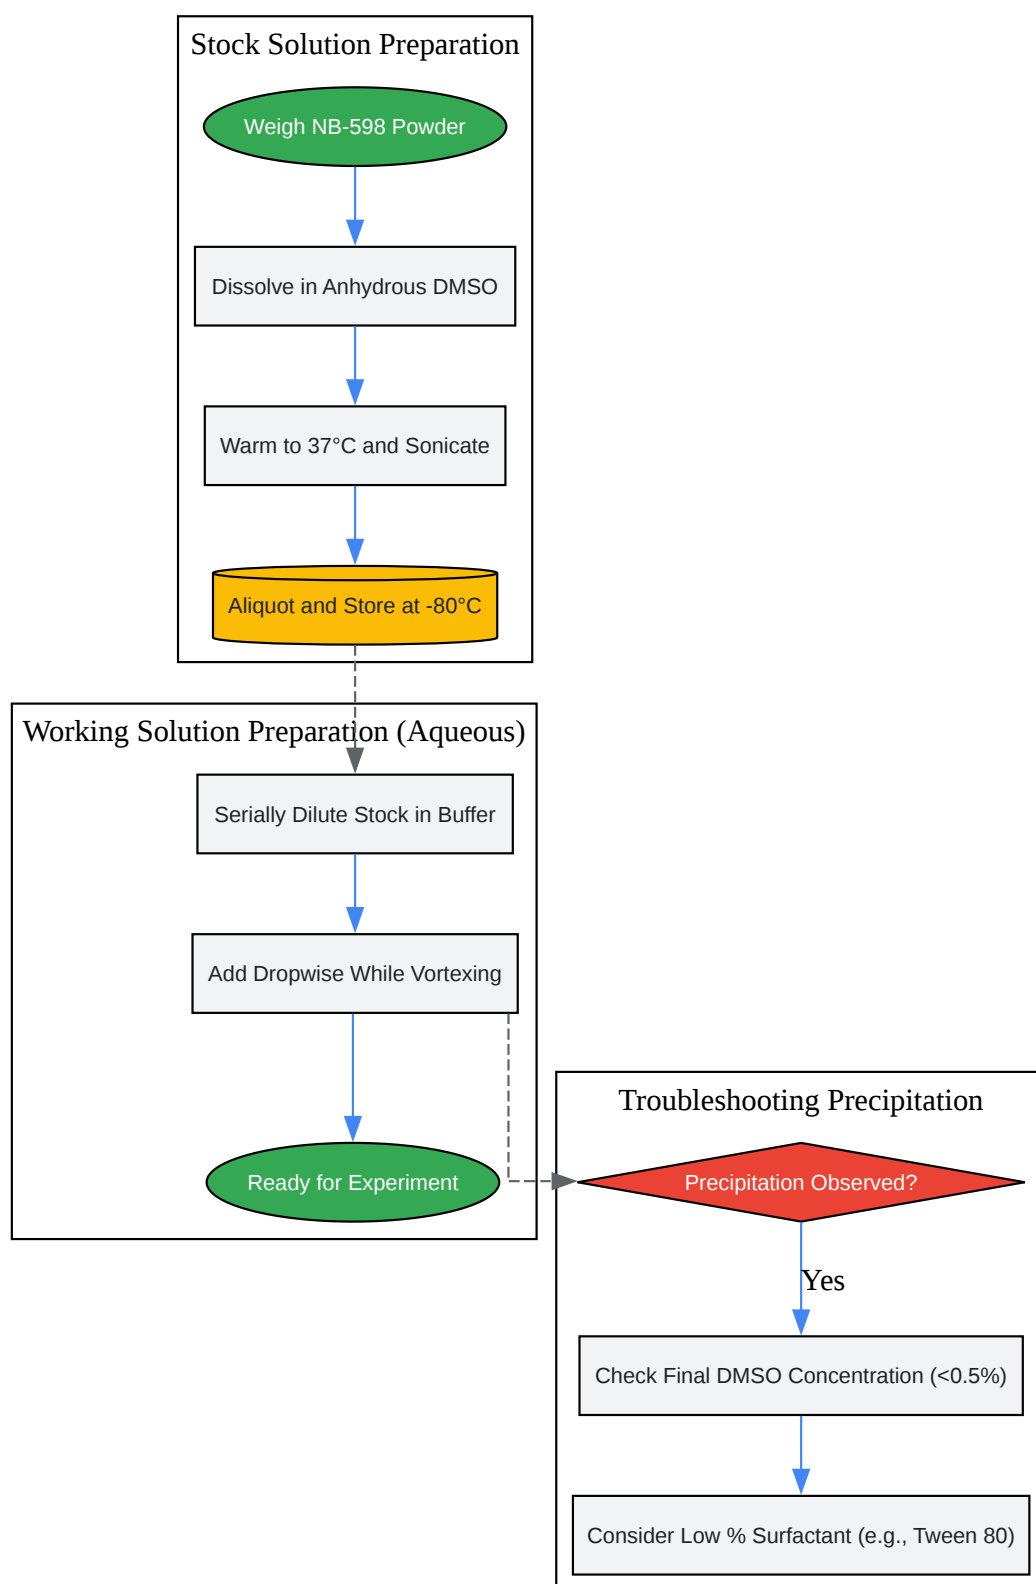 Stock Solution Preparation
Weigh NB-598 Powder
Dissolve in Anhydrous DMSO
Warm to 37°C and Sonicate
Aliquot and Store at -80°C
Working Solution Preparation (Aqueous)
Serially Dilute Stock in Buffer
Add Dropwise While Vortexing
Ready for Experiment
Troubleshooting Precipitation
Precipitation Observed?
Yes
Check Final DMSO Concentration (<0.5%)
Consider Low % Surfactant (e.g., Tween 80)